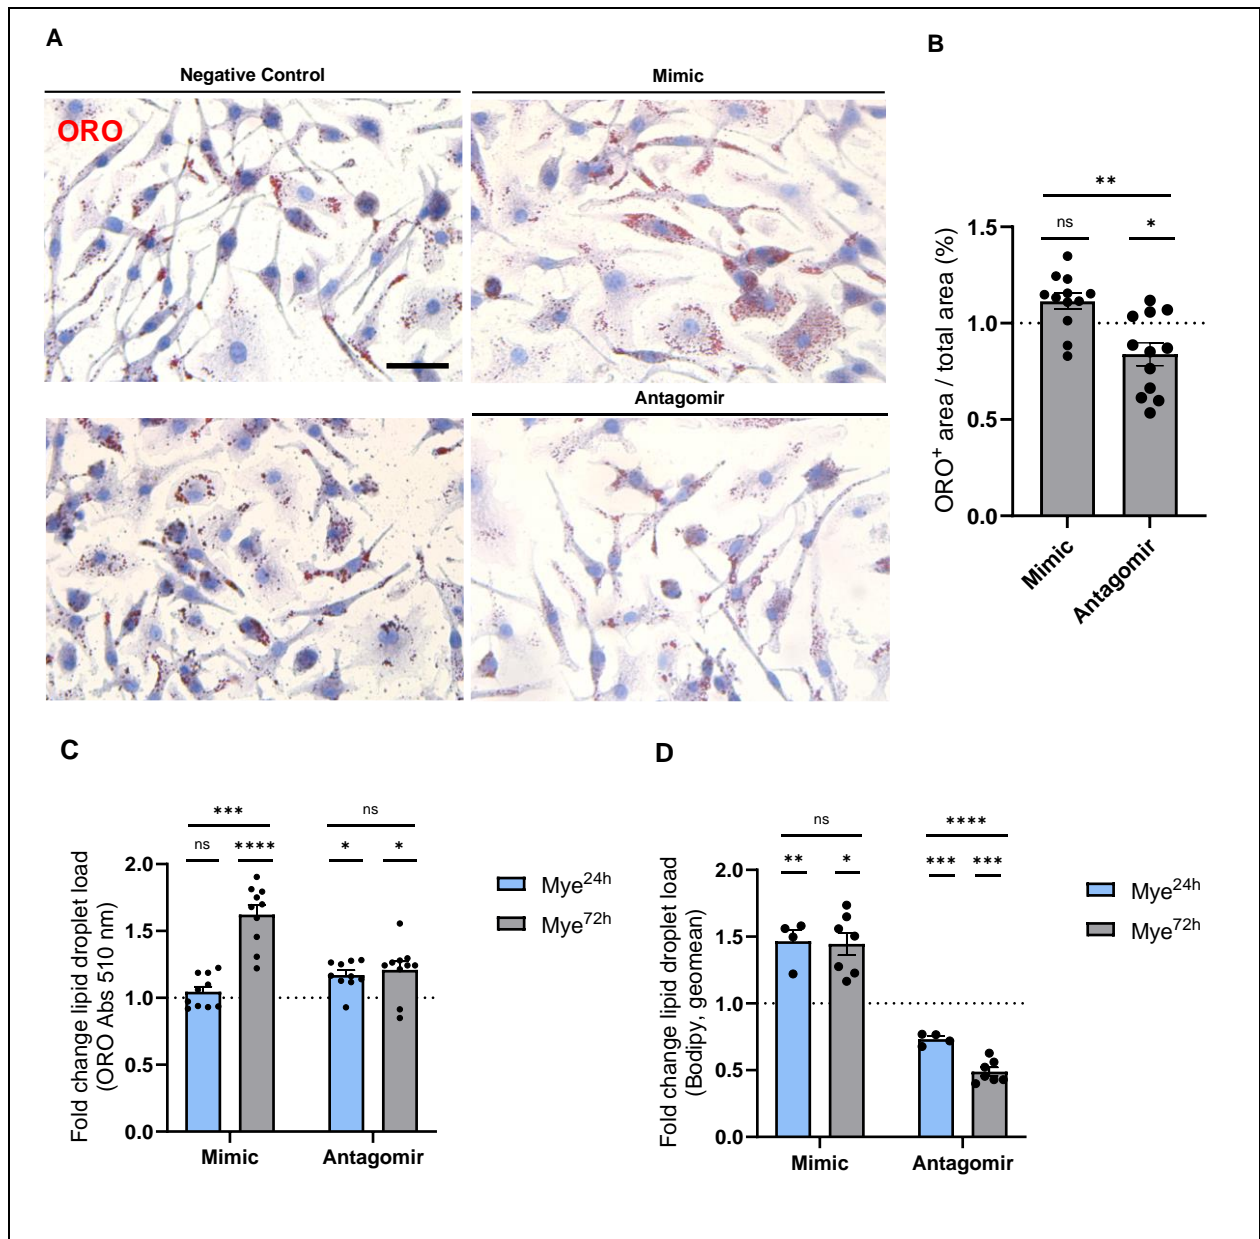 A
Negative Control
Mimic
ORO
Antagomir
B
**
ns
*
1.5
1.0
0.5
0.0
ORO+ area / total area (%)
Mimic
Antagomir
C
***
ns
ns
****
*
*
2.0
1.5
1.0
0.5
0.0
Fold change lipid droplet load
(ORO Abs 510 nm)
Mimic
Antagomir
Mye24h
Mye72h
D
ns
****
**
*
***
***
2.0
1.5
1.0
0.5
0.0
Fold change lipid droplet load
(Bodipy, geomean)
Mimic
Antagomir
Mye24h
Mye72h